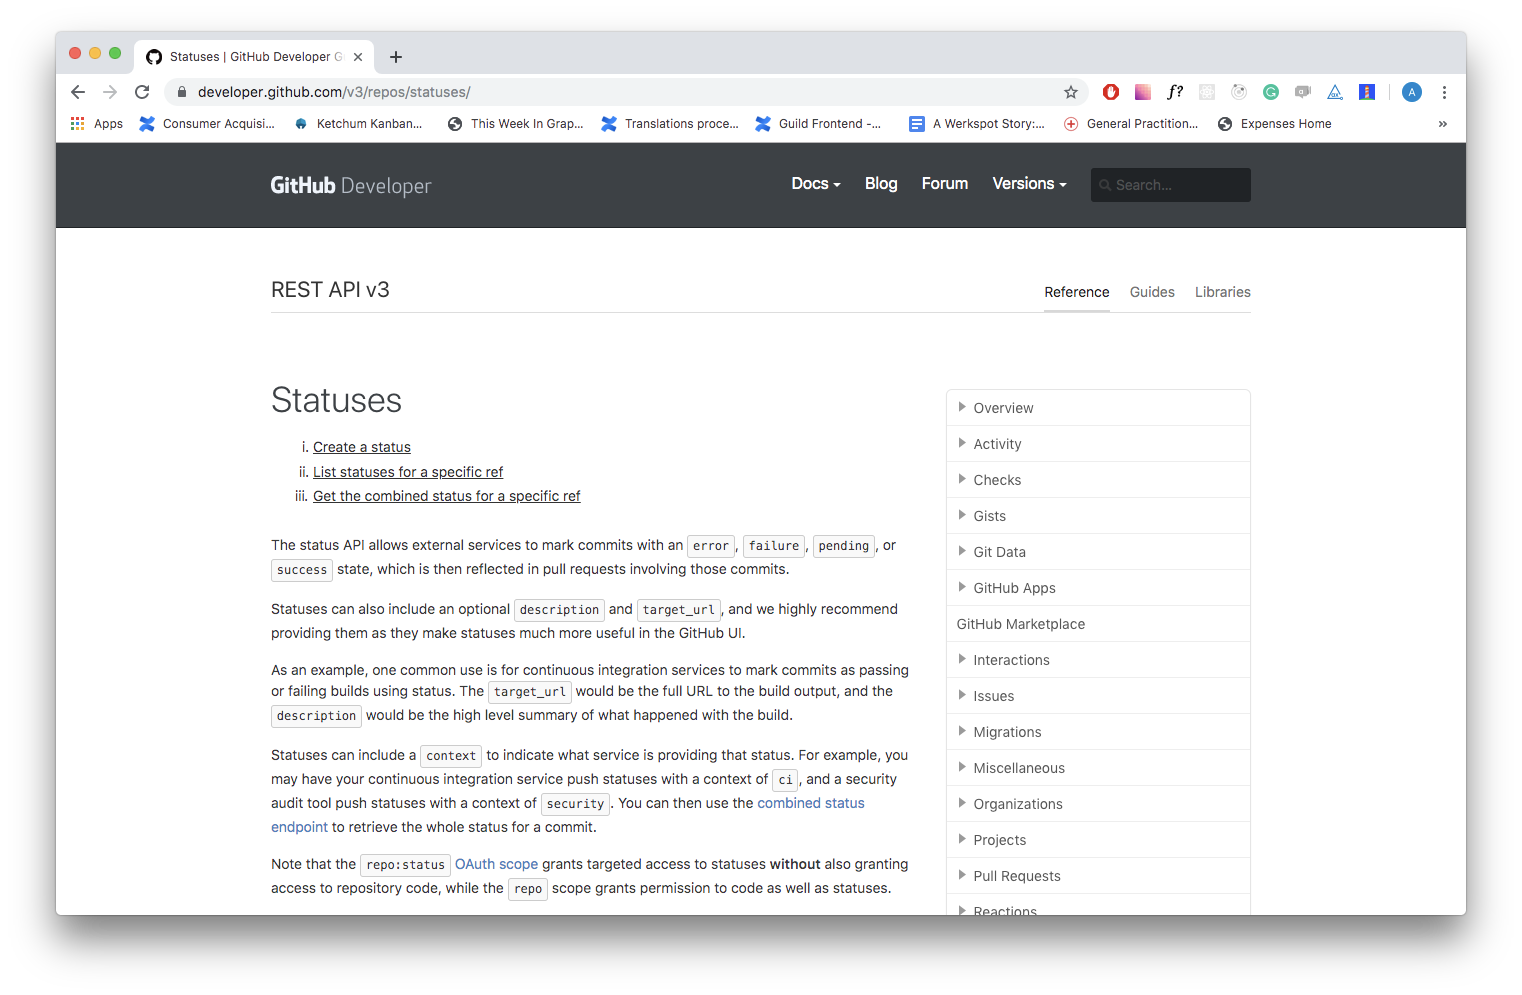 Statuses | GitHub Developer G
developer.github.com/v3/repos/statuses/
f?
A
Apps
Consumer Acquisi...
Ketchum Kanban...
This Week In Grap...
Translations proce...
Guild Frontend -...
A Werkspot Story:...
General Practition...
Expenses Home
»
GitHub Developer
Docs
Blog
Forum
Versions
Search...
REST API v3
Reference
Guides
Libraries
Statuses
i. Create a status
ii. List statuses for a specific ref
iii. Get the combined status for a specific ref
The status API allows external services to mark commits with an error, failure, pending, or
success state, which is then reflected in pull requests involving those commits.
Statuses can also include an optional description and target_url, and we highly recommend
providing them as they make statuses much more useful in the GitHub UI.
As an example, one common use is for continuous integration services to mark commits as passing
or failing builds using status. The target_url would be the full URL to the build output, and the
description would be the high level summary of what happened with the build.
Statuses can include a context to indicate what service is providing that status. For example, you
may have your continuous integration service push statuses with a context of ci, and a security
audit tool push statuses with a context of security. You can then use the combined status
endpoint to retrieve the whole status for a commit.
Note that the repo:status OAuth scope grants targeted access to statuses without also granting
access to repository code, while the repo scope grants permission to code as well as statuses.
Overview
Activity
Checks
Gists
Git Data
GitHub Apps
GitHub Marketplace
Interactions
Issues
Migrations
Miscellaneous
Organizations
Projects
Pull Requests
Reactions